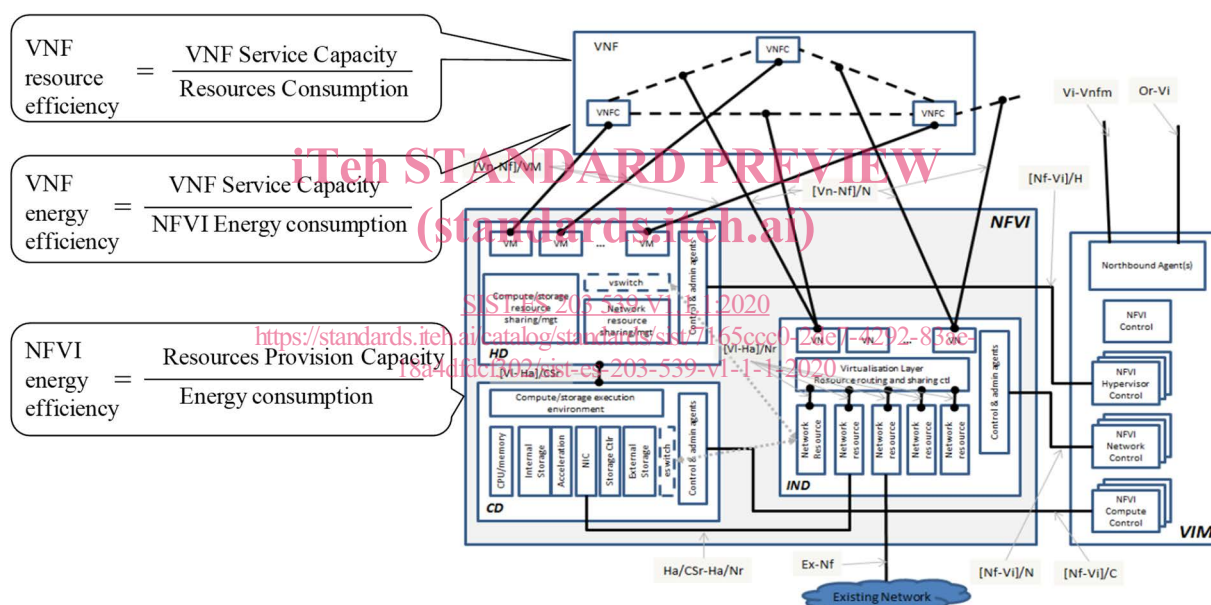 VNF
resource
efficiency
=
VNF Service Capacity
Resources Consumption
VNF
energy
efficiency
=
VNF Service Capacity
NFVI Energy consumption
NFVI
energy
efficiency
=
Resources Provision Capacity
Energy consumption
VNF
VNFC
VNFC
VNFC
Vi-Vnfm
Or-Vi
iTeh STANDARD PREVIEW
(standards.iteh.ai)
[Vn-Nf]/VM
[Vn-Nf]/N
[Nf-Vi]/H
NFVI
VM
VM
...
VM
Control & admin agents
vswitch
Compute/storage
resource
sharing/mgt
Network
resource
sharing/mgt
HD
SIST ES 203 539 V1.1.1:2020
[Vl-Ha]/Nr
[Vl-Ha]/CSr
Compute/storage execution
environment
CPU/memory
Internal
Storage
Acceleration
NIC
Storage Ctlr
External
Storage
eswitch
Control & admin agents
CD
VN
VN
...
VN
Virtualisation Layer
Resource routing and sharing ctl
Network
Resource
Network
resource
Network
resource
Network
resource
Network
resource
Control & admin agents
IND
Northbound Agent(s)
NFVI
Control
NFVI
Hypervisor
Control
NFVI
Network
Control
NFVI
Compute
Control
VIM
Ha/CSr-Ha/Nr
Ex-Nf
[Nf-Vi]/N
[Nf-Vi]/C
Existing Network